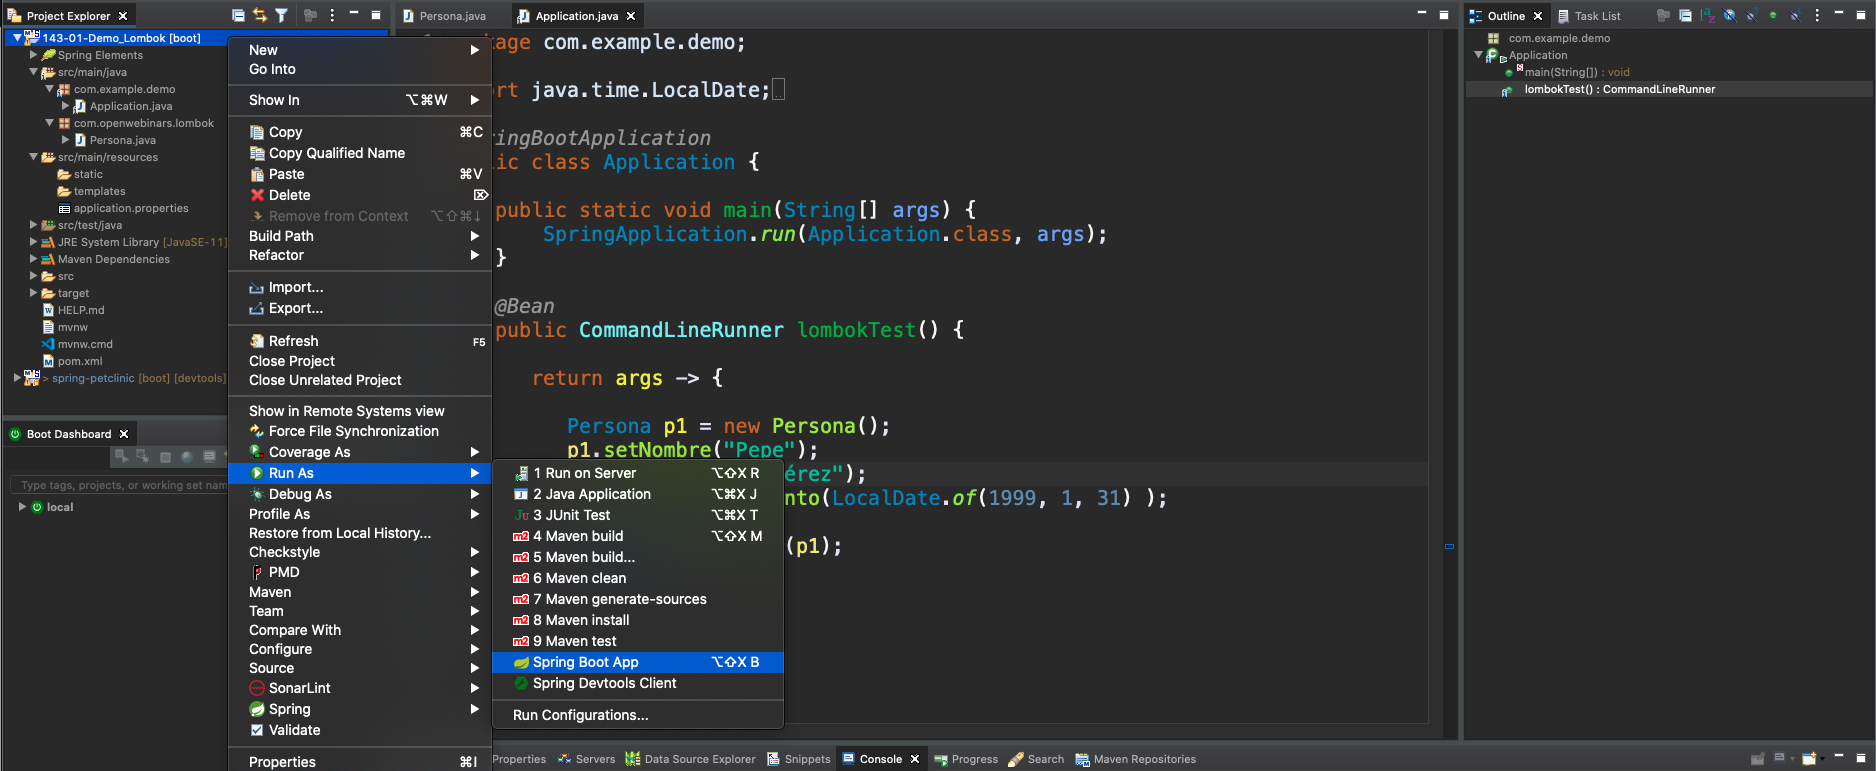 Project Explorer
143-01-Demo_Lombok [boot]
Spring Elements
src/main/java
com.example.demo
Application.java
com.openwebinars.lombok
Persona.java
src/main/resources
static
templates
application.properties
src/test/java
JRE System Library [JavaSE-11]
Maven Dependencies
src
target
HELP.md
mvnw
mvnw.cmd
pom.xml
> spring-petclinic [boot] [devtools]
Boot Dashboard
Type tags, projects, or working set nam
local
New
Go Into
Show In ⌥⌘W
Copy ⌘C
Copy Qualified Name
Paste ⌘V
Delete ⌦
Remove from Context ⌥⇧⌘↓
Build Path
Refactor
Import...
Export...
Refresh F5
Close Project
Close Unrelated Project
Show in Remote Systems view
Force File Synchronization
Coverage As
Run As
Debug As
Profile As
Restore from Local History...
Checkstyle
PMD
Maven
Team
Compare With
Configure
Source
SonarLint
Spring
Validate
Properties ⌘I
1 Run on Server ⌥⇧X R
2 Java Application ⌥⌘X J
3 JUnit Test ⌥⌘X T
4 Maven build ⌥⇧X M
5 Maven build...
6 Maven clean
7 Maven generate-sources
8 Maven install
9 Maven test
Spring Boot App ⌥⇧X B
Spring Devtools Client
Run Configurations...
Persona.java
Application.java
age com.example.demo;
rt java.time.LocalDate;
ingBootApplication
ic class Application {
public static void main(String[] args) {
SpringApplication.run(Application.class, args);
}
@Bean
public CommandLineRunner lombokTest() {
return args -> {
Persona p1 = new Persona();
p1.setNombre("Pepe");
érez");
nto(LocalDate.of(1999, 1, 31) );
(p1);
Outline
Task List
com.example.demo
Application
main(String[]) : void
lombokTest() : CommandLineRunner
Properties
Servers
Data Source Explorer
Snippets
Console
Progress
Search
Maven Repositories